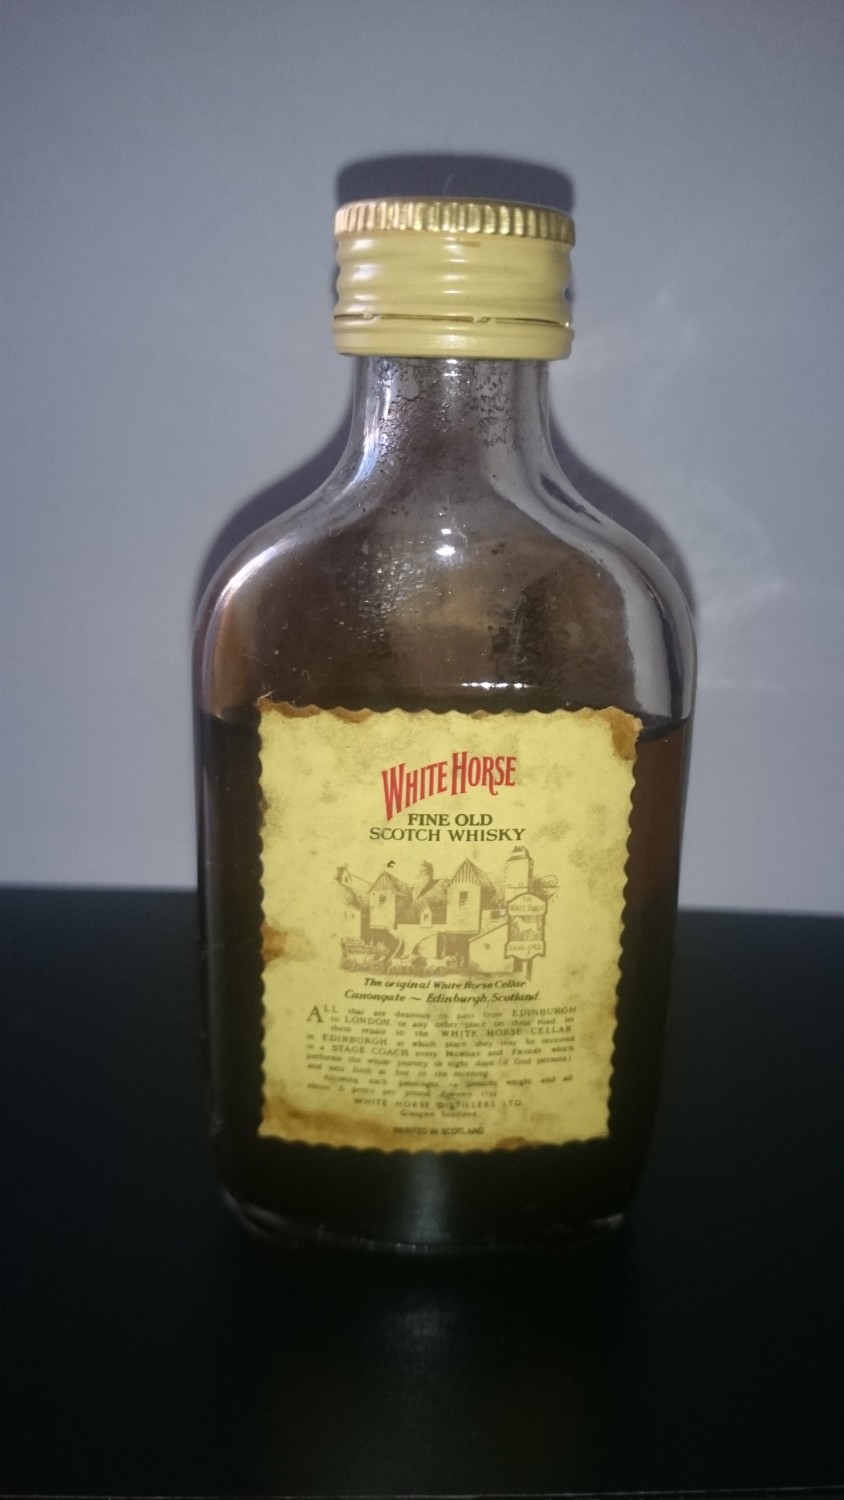 WHITE HORSE
FINE OLD
SCOTCH WHISKY
The original White Horse Cellar
Canongate ~ Edinburgh, Scotland
ALL that are desirous to pass from EDINBURGH
to LONDON or any other place on their road, let
them repair to the WHITE HORSE CELLAR
in EDINBURGH, at which place they may be received
in a STAGE COACH every MONDAY and FRIDAY, which
performs the whole journey in eight days (if God permits)
and sets forth at five in the morning.
Allowing each passenger 14 pounds weight and all
above 6 pence per pound. February
WHITE HORSE DISTILLERS LTD.
Glasgow Scotland
PRINTED IN SCOTLAND